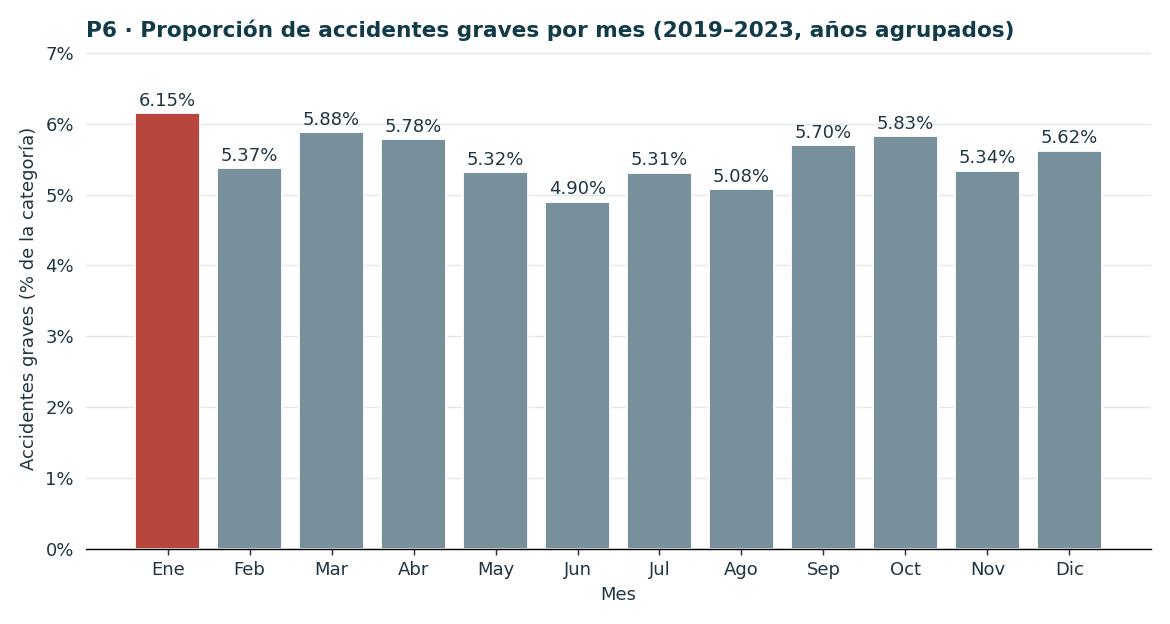 P6 · Proporción de accidentes graves por mes (2019–2023, años agrupados)
Accidentes graves (% de la categoría)
7%
6%
5%
4%
3%
2%
1%
0%
6.15%
5.37%
5.88%
5.78%
5.32%
4.90%
5.31%
5.08%
5.70%
5.83%
5.34%
5.62%
Ene
Feb
Mar
Abr
May
Jun
Jul
Ago
Sep
Oct
Nov
Dic
Mes